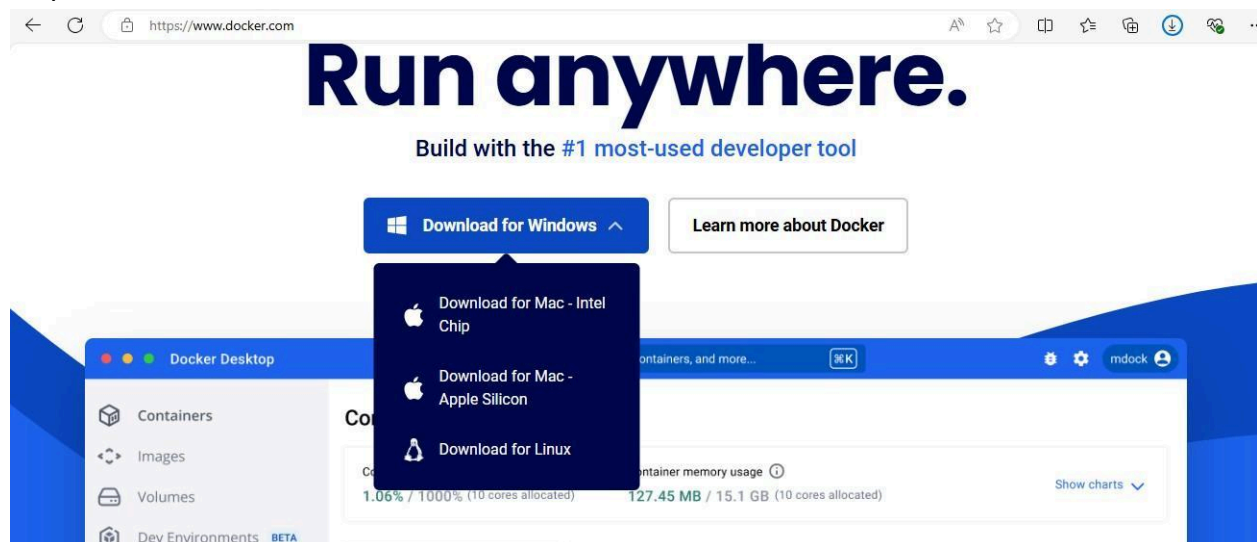 https://www.docker.com
Run anywhere.
Build with the #1 most-used developer tool
Download for Windows
Learn more about Docker
Download for Mac - Intel
Chip
Download for Mac -
Apple Silicon
Download for Linux
Docker Desktop
ontainers, and more...
⌘K
mdock
Containers
Images
Volumes
Dev Environments BETA
Co
Co
ontainer memory usage
1.06% / 1000% (10 cores allocated)
127.45 MB / 15.1 GB (10 cores allocated)
Show charts